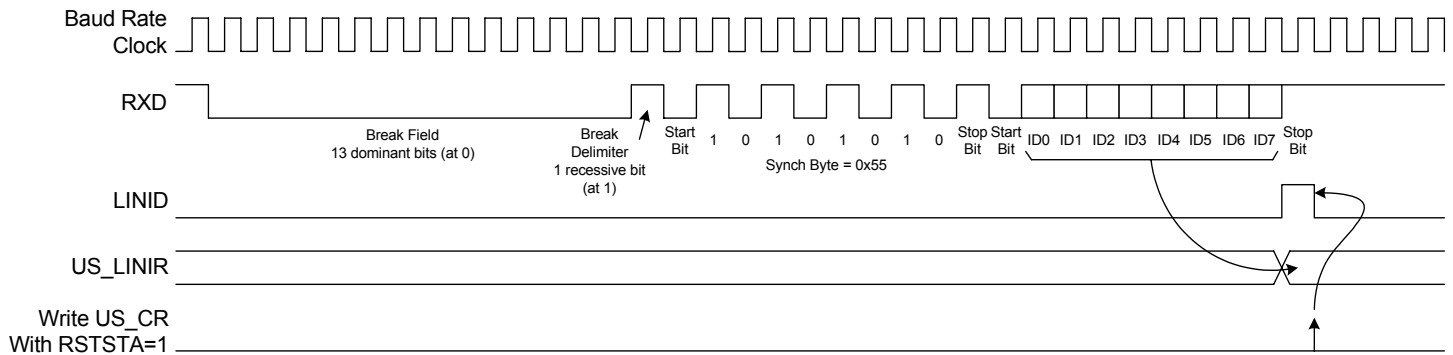 Baud Rate
Clock
RXD
Break Field
13 dominant bits (at 0)
Break
Delimiter
1 recessive bit
(at 1)
Start
Bit
1 0 1 0 1 0 1 0
Stop
Bit
Start
Bit
ID0 ID1 ID2 ID3 ID4 ID5 ID6 ID7
Stop
Bit
Synch Byte = 0x55
LINID
US_LINIR
Write US_CR
With RSTSTA=1